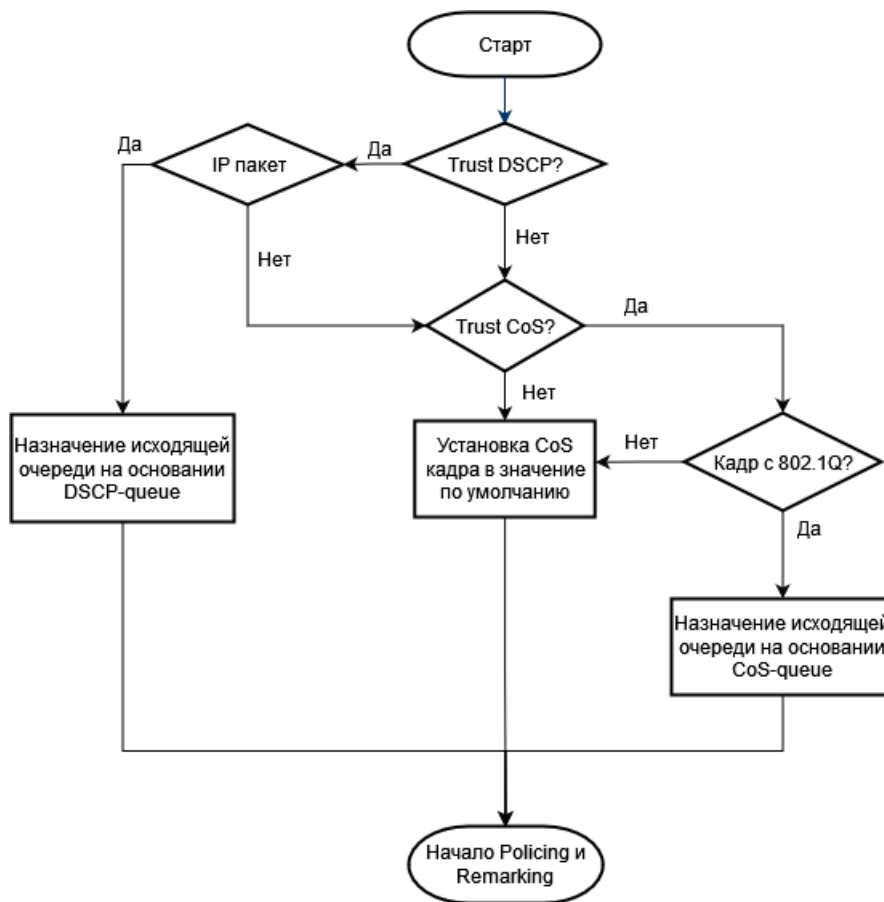 Старт
Да
IP пакет
Да
Trust DSCP?
Нет
Нет
Trust CoS?
Да
Нет
Назначение исходящей
очереди на основании
DSCP-queue
Установка CoS
кадра в значение
по умолчанию
Нет
Кадр с 802.1Q?
Да
Назначение исходящей
очереди на основании
CoS-queue
Начало Policing и
Remarking